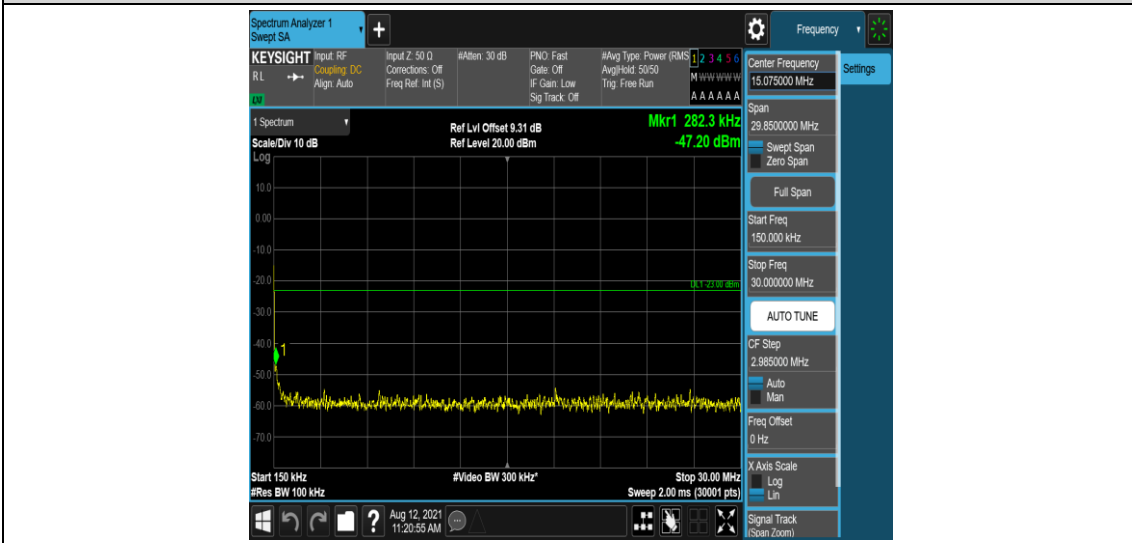 Spectrum Analyzer 1
Swept SA
+
Frequency
KEYSIGHT
RL
LXI
Input: RF
Coupling: DC
Align: Auto
Input Z: 50 Ω
Corrections: Off
Freq Ref: Int (S)
#Atten: 30 dB
PNO: Fast
Gate: Off
IF Gain: Low
Sig Track: Off
#Avg Type: Power (RMS
Avg|Hold: 50/50
Trig: Free Run
1 2 3 4 5 6
M W W W W W
A A A A A A
1 Spectrum
Scale/Div 10 dB
Log
Ref Lvl Offset 9.31 dB
Ref Level 20.00 dBm
Mkr1 282.3 kHz
-47.20 dBm
10.0
0.00
-10.0
-20.0
-30.0
-40.0
-50.0
-60.0
-70.0
DL1 -23.00 dBm
1
Start 150 kHz
#Res BW 100 kHz
#Video BW 300 kHz*
Stop 30.00 MHz
Sweep 2.00 ms (30001 pts)
Center Frequency
15.075000 MHz
Settings
Span
29.8500000 MHz
Swept Span
Zero Span
Full Span
Start Freq
150.000 kHz
Stop Freq
30.000000 MHz
AUTO TUNE
CF Step
2.985000 MHz
Auto
Man
Freq Offset
0 Hz
X Axis Scale
Log
Lin
Signal Track
(Span Zoom)
?
Aug 12, 2021
11:20:55 AM